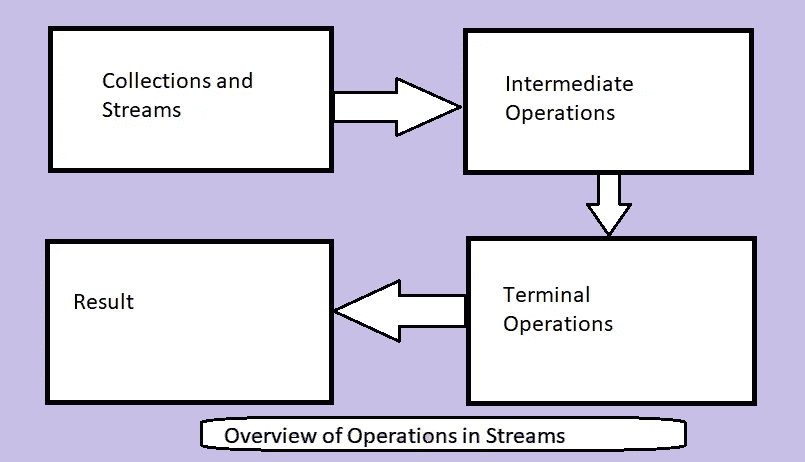 Collections and
Streams
Intermediate
Operations
Result
Terminal
Operations
Overview of Operations in Streams